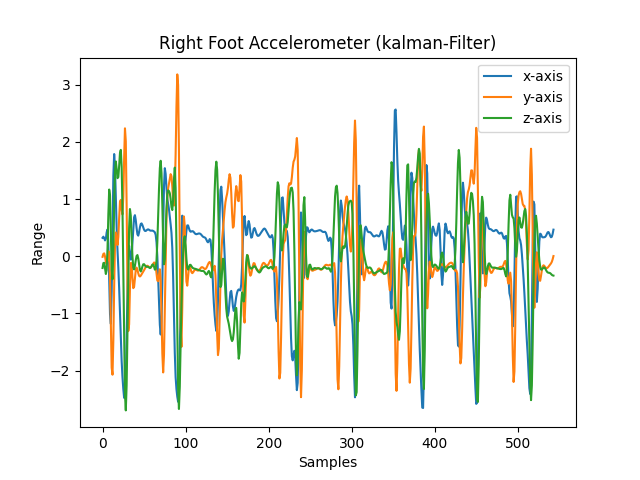 Right Foot Accelerometer (kalman-Filter)
x-axis
y-axis
z-axis
3
2
1
0
−1
−2
Range
0 100 200 300 400 500
Samples